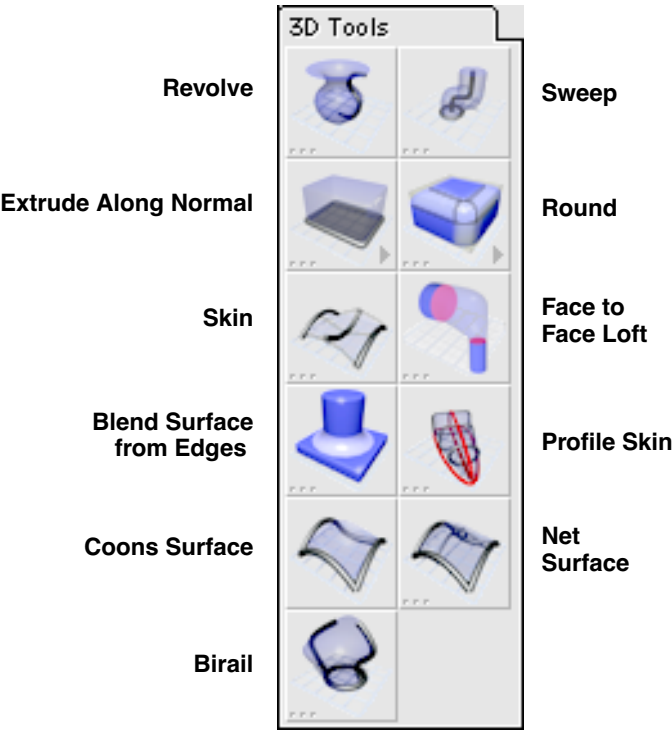 3D Tools
Revolve
Sweep
Extrude Along Normal
Round
Skin
Face to
Face Loft
Blend Surface
from Edges
Profile Skin
Coons Surface
Net
Surface
Birail